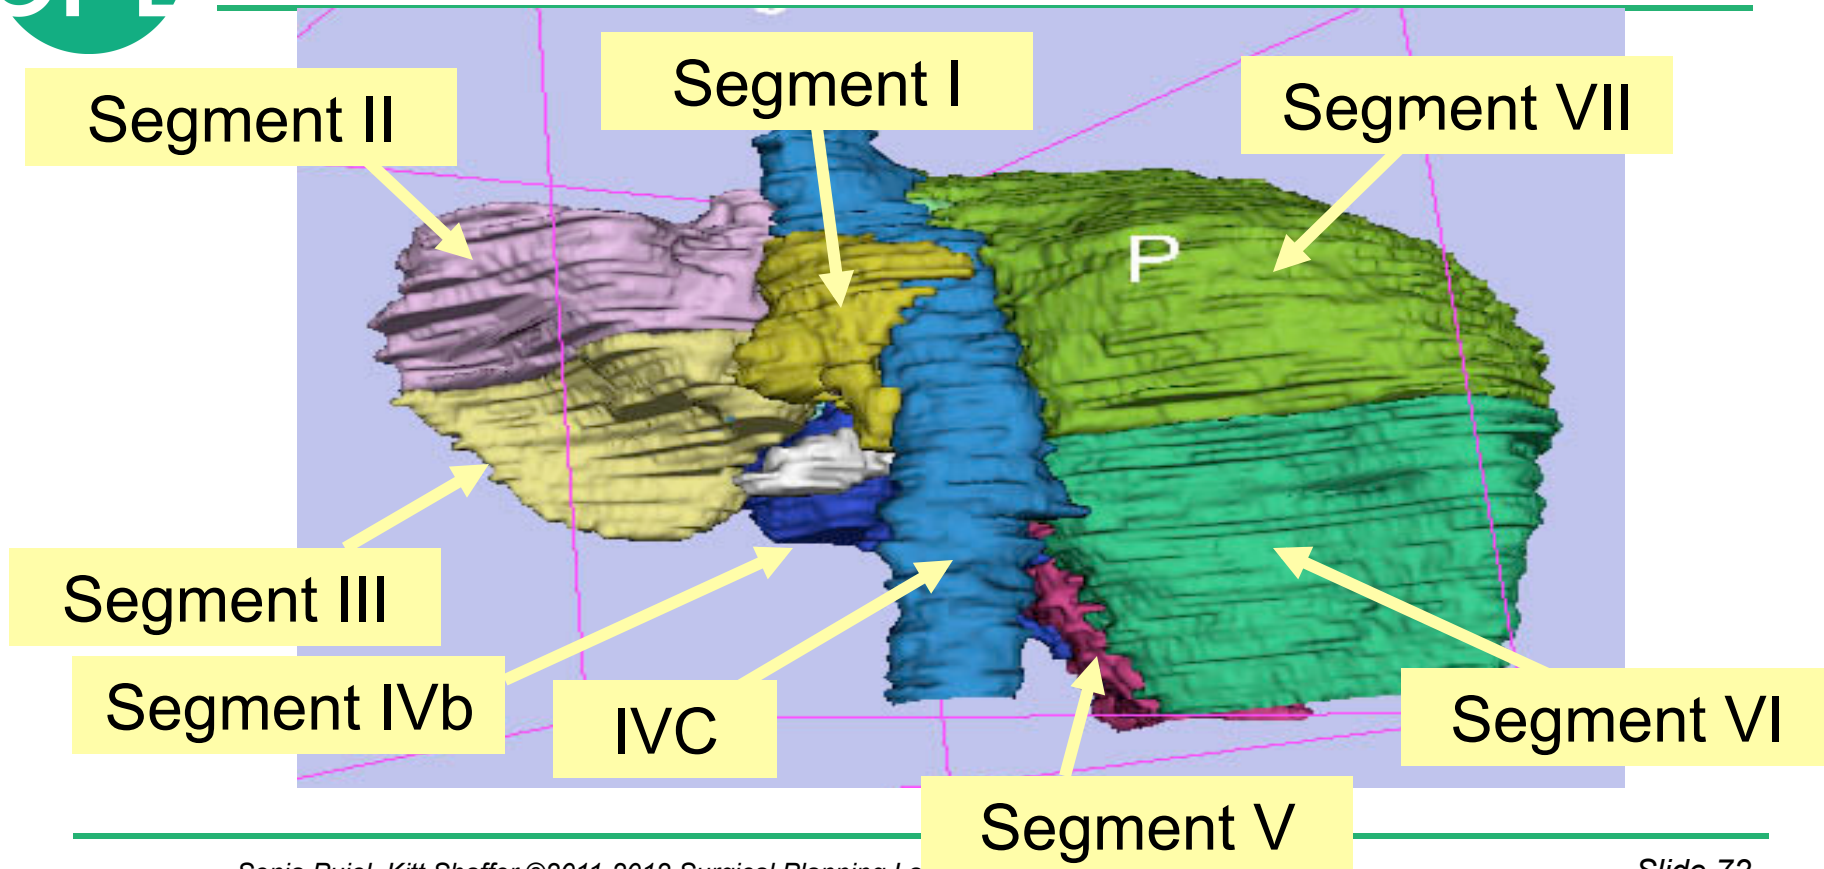 Segment I
Segment II
Segment VII
P
Segment III
Segment IVb
IVC
Segment VI
Segment V